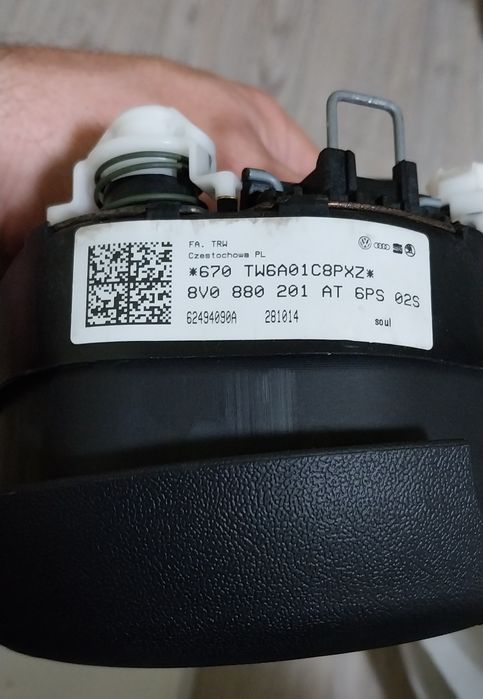 FA. TRW
Czestochowa PL
*670 TW6A01C8PXZ*
8V0 880 201 AT 6PS 02S
62494090A 281014 soul